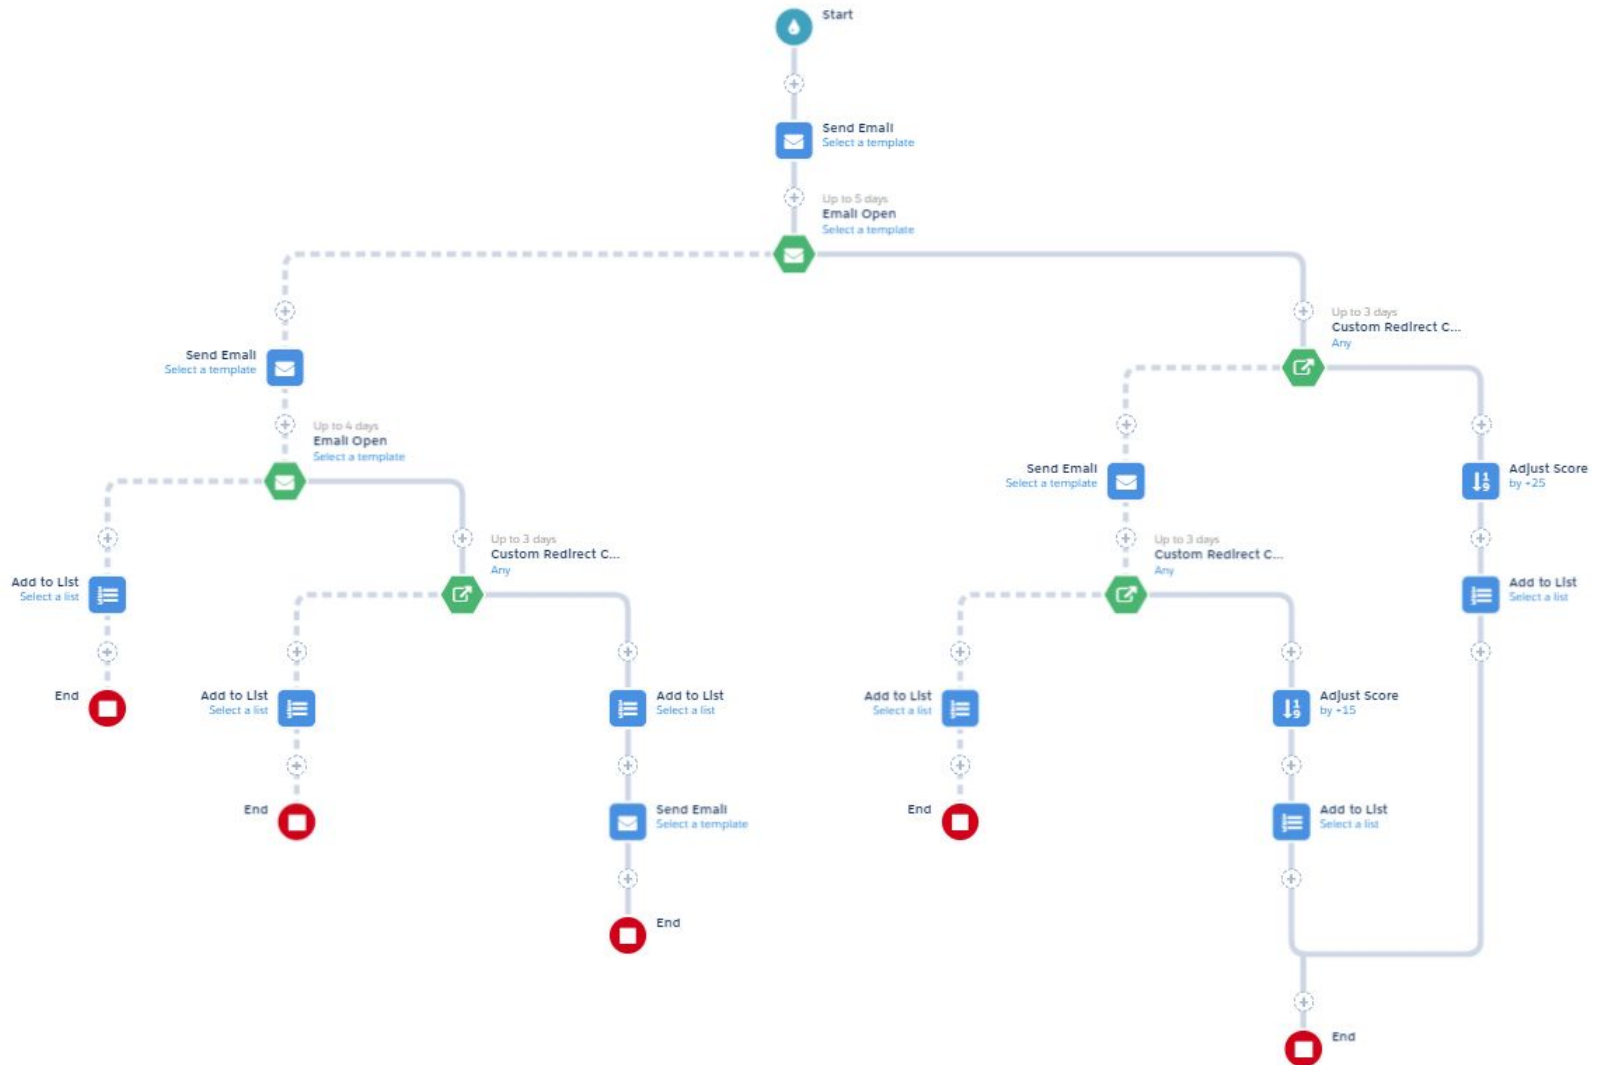 Start
Send Email
Select a template
Up to 5 days
Email Open
Select a template
Up to 3 days
Custom Redirect C...
Any
Send Email
Select a template
Up to 4 days
Email Open
Select a template
Send Email
Select a template
Adjust Score
by +25
Up to 3 days
Custom Redirect C...
Any
Up to 3 days
Custom Redirect C...
Any
Add to List
Select a list
Add to List
Select a list
End
Add to List
Select a list
Add to List
Select a list
Add to List
Select a list
Adjust Score
by +15
End
Send Email
Select a template
End
Add to List
Select a list
End
End